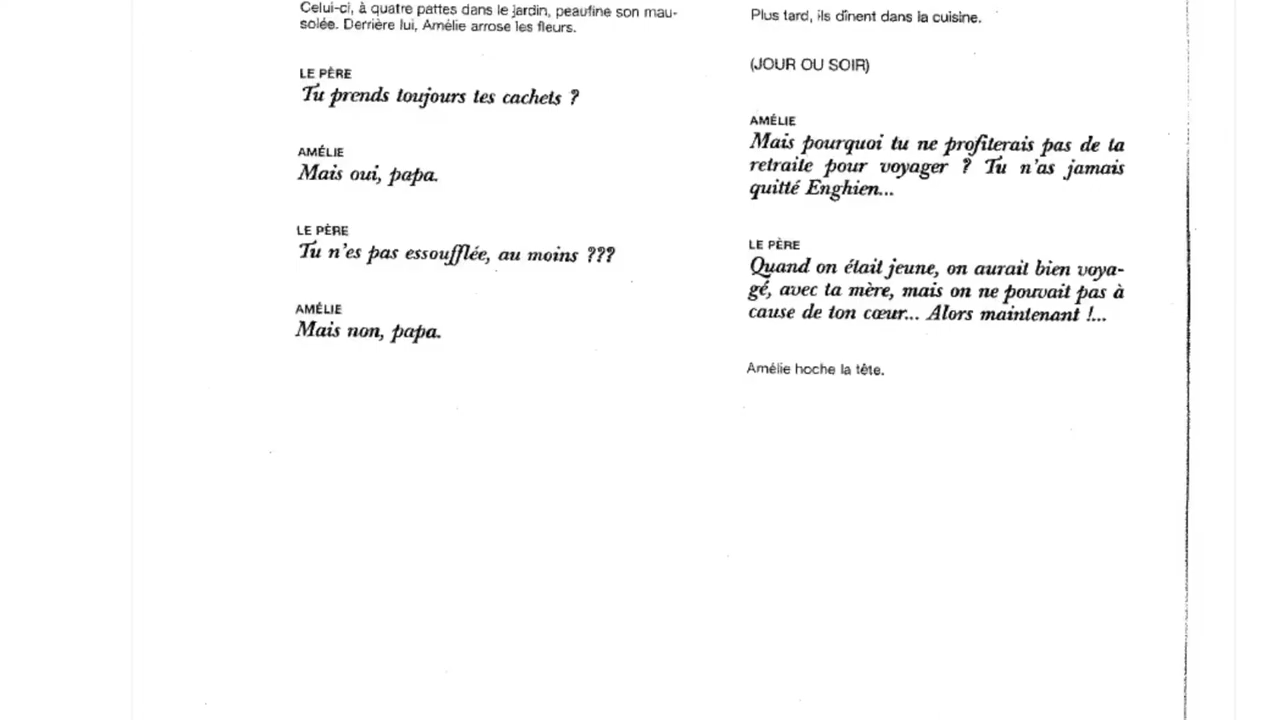 Celui-ci, à quatre pattes dans le jardin, peaufine son mau-
solée. Derrière lui, Amélie arrose les fleurs.
LE PÈRE
Tu prends toujours tes cachets ?
AMÉLIE
Mais oui, papa.
LE PÈRE
Tu n'es pas essoufflée, au moins ???
AMÉLIE
Mais non, papa.
Plus tard, ils dînent dans la cuisine.
(JOUR OU SOIR)
AMÉLIE
Mais pourquoi tu ne profiterais pas de ta
retraite pour voyager ? Tu n'as jamais
quitté Enghien...
LE PÈRE
Quand on était jeune, on aurait bien voya-
gé, avec ta mère, mais on ne pouvait pas à
cause de ton cœur... Alors maintenant !...
Amélie hoche la tête.